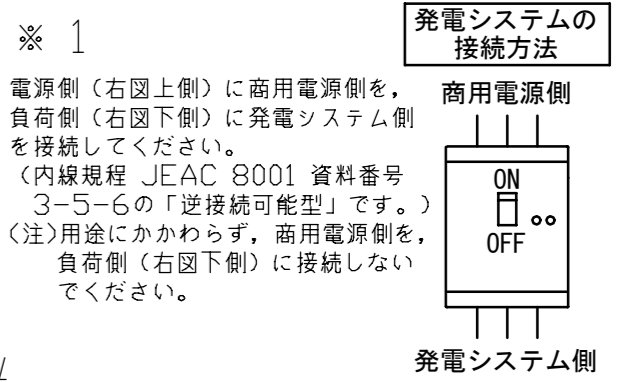 ※ 1
電源側（右図上側）に商用電源側を，
負荷側（右図下側）に発電システム側
を接続してください。
（内線規程 JEAC 8001 資料番号
3-5-6の「逆接続可能型」です。）
（注）用途にかかわらず，商用電源側を，
負荷側（右図下側）に接続しない
でください。
発電システムの
接続方法
商用電源側
ON
OFF
発電システム側